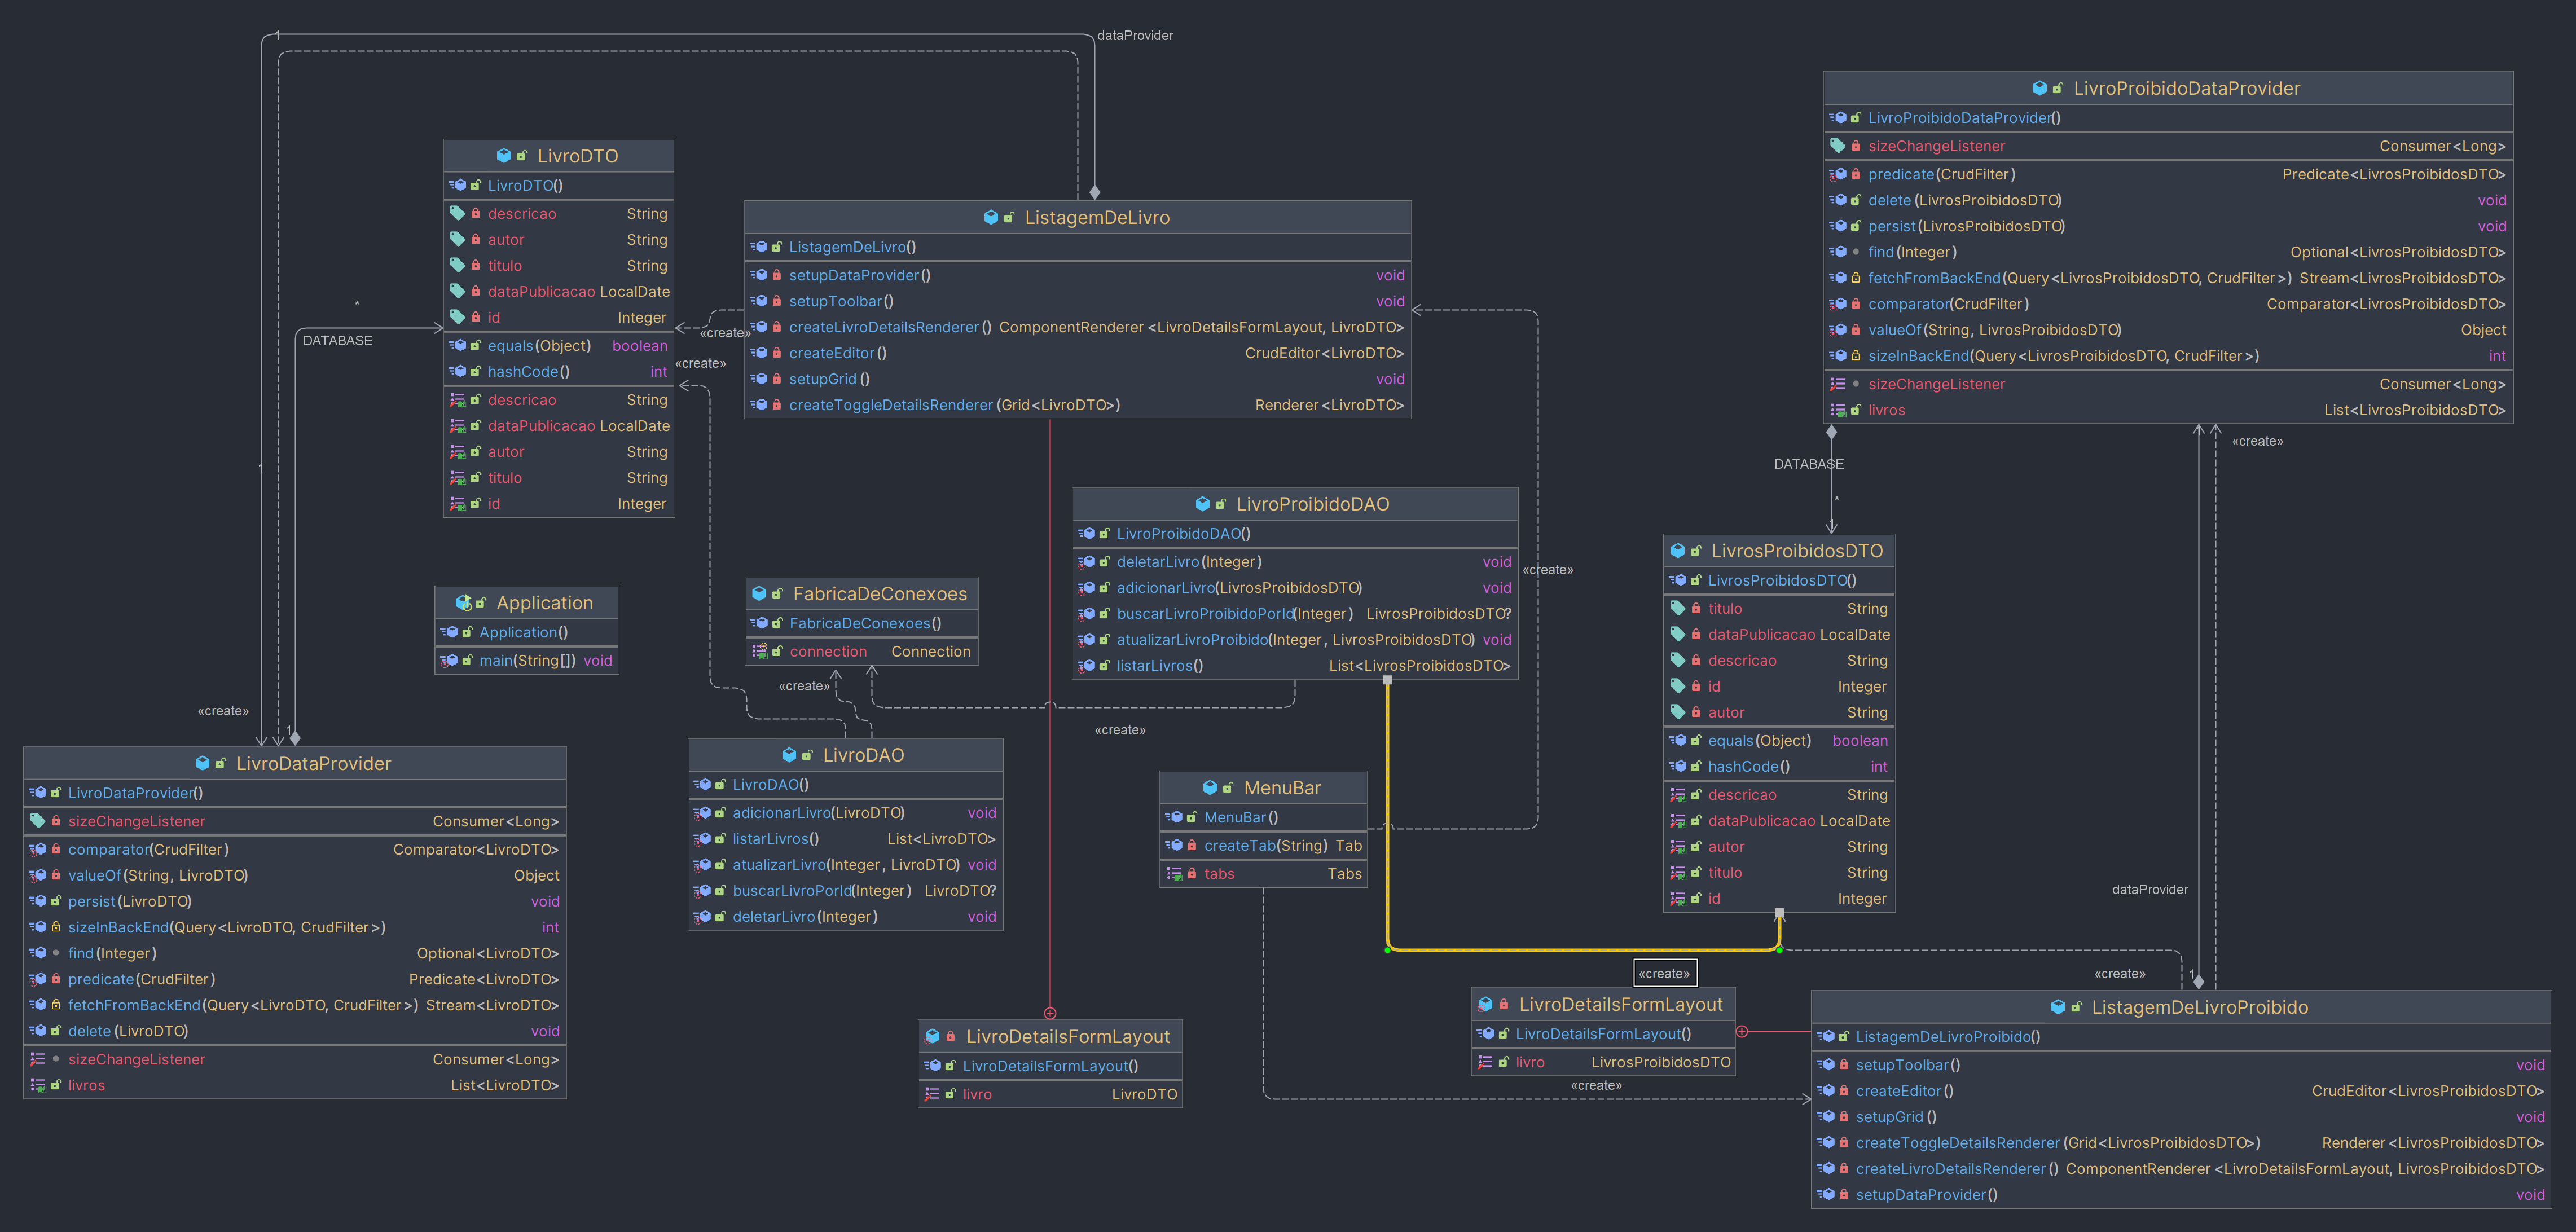 1
dataProvider
LivroProibidoDataProvider
LivroProibidoDataProvider()
sizeChangeListener Consumer<Long>
predicate(CrudFilter) Predicate<LivrosProibidosDTO>
delete(LivrosProibidosDTO) void
persist(LivrosProibidosDTO) void
find(Integer) Optional<LivrosProibidosDTO>
fetchFromBackEnd(Query<LivrosProibidosDTO, CrudFilter>) Stream<LivrosProibidosDTO>
comparator(CrudFilter) Comparator<LivrosProibidosDTO>
valueOf(String, LivrosProibidosDTO) Object
sizeInBackEnd(Query<LivrosProibidosDTO, CrudFilter>) int
sizeChangeListener Consumer<Long>
livros List<LivrosProibidosDTO>
LivroDTO
LivroDTO()
descricao String
autor String
titulo String
dataPublicacao LocalDate
id Integer
equals(Object) boolean
hashCode() int
descricao String
dataPublicacao LocalDate
autor String
titulo String
id Integer
ListagemDeLivro
ListagemDeLivro()
setupDataProvider() void
setupToolbar() void
createLivroDetailsRenderer() ComponentRenderer<LivroDetailsFormLayout, LivroDTO>
createEditor() CrudEditor<LivroDTO>
setupGrid() void
createToggleDetailsRenderer(Grid<LivroDTO>) Renderer<LivroDTO>
*
DATABASE
«create»
«create»
«create»
DATABASE
*
1
1
LivroProibidoDAO
LivroProibidoDAO()
deletarLivro(Integer) void
adicionarLivro(LivrosProibidosDTO) void
buscarLivroProibidoPorId(Integer) LivrosProibidosDTO?
atualizarLivroProibido(Integer, LivrosProibidosDTO) void
listarLivros() List<LivrosProibidosDTO>
«create»
LivrosProibidosDTO
LivrosProibidosDTO()
titulo String
dataPublicacao LocalDate
descricao String
id Integer
autor String
equals(Object) boolean
hashCode() int
descricao String
dataPublicacao LocalDate
autor String
titulo String
id Integer
Application
Application()
main(String[]) void
FabricaDeConexoes
FabricaDeConexoes()
connection Connection
«create»
«create»
«create»
1
LivroDataProvider
LivroDataProvider()
sizeChangeListener Consumer<Long>
comparator(CrudFilter) Comparator<LivroDTO>
valueOf(String, LivroDTO) Object
persist(LivroDTO) void
sizeInBackEnd(Query<LivroDTO, CrudFilter>) int
find(Integer) Optional<LivroDTO>
predicate(CrudFilter) Predicate<LivroDTO>
fetchFromBackEnd(Query<LivroDTO, CrudFilter>) Stream<LivroDTO>
delete(LivroDTO) void
sizeChangeListener Consumer<Long>
livros List<LivroDTO>
LivroDAO
LivroDAO()
adicionarLivro(LivroDTO) void
listarLivros() List<LivroDTO>
atualizarLivro(Integer, LivroDTO) void
buscarLivroPorId(Integer) LivroDTO?
deletarLivro(Integer) void
MenuBar
MenuBar()
createTab(String) Tab
tabs Tabs
dataProvider
«create»
«create»
1
LivroDetailsFormLayout
LivroDetailsFormLayout()
livro LivroDTO
LivroDetailsFormLayout
LivroDetailsFormLayout()
livro LivrosProibidosDTO
«create»
ListagemDeLivroProibido
ListagemDeLivroProibido()
setupToolbar() void
createEditor() CrudEditor<LivrosProibidosDTO>
setupGrid() void
createToggleDetailsRenderer(Grid<LivrosProibidosDTO>) Renderer<LivrosProibidosDTO>
createLivroDetailsRenderer() ComponentRenderer<LivroDetailsFormLayout, LivrosProibidosDTO>
setupDataProvider() void